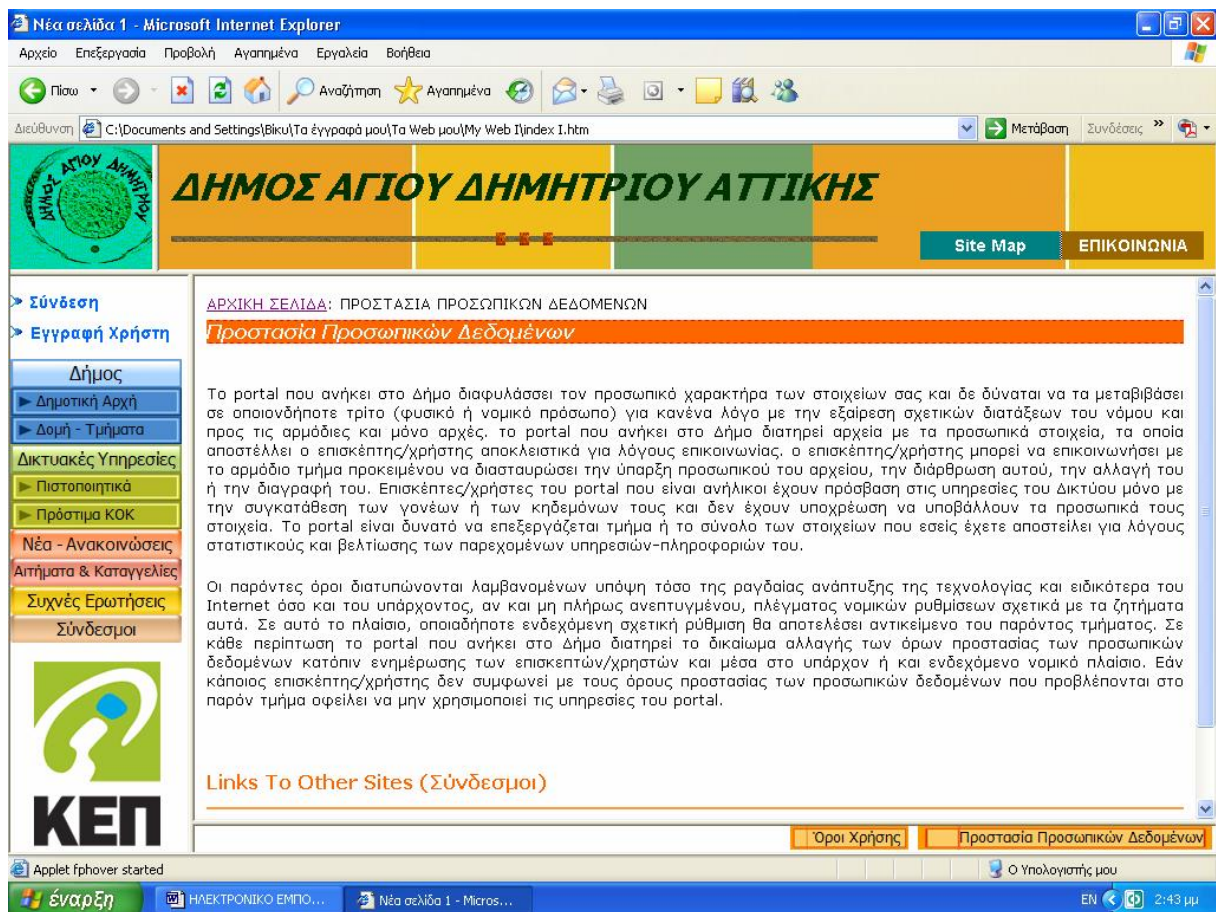 Νέα σελίδα 1 - Microsoft Internet Explorer
Αρχείο Επεξεργασία Προβολή Αγαπημένα Εργαλεία Βοήθεια
Πίσω Αναζήτηση Αγαπημένα
Διεύθυνση C:\Documents and Settings\Biku\Τα έγγραφά μου\Τα Web μου\My Web I\index I.htm Μετάβαση Συνδέσεις »
ΔΗΜΟΣ ΑΓΙΟΥ ΔΗΜΗΤΡΙΟΥ
ΔΗΜΟΣ ΑΓΙΟΥ ΔΗΜΗΤΡΙΟΥ ΑΤΤΙΚΗΣ
Site Map ΕΠΙΚΟΙΝΩΝΙΑ
Σύνδεση
Εγγραφή Χρήστη
Δήμος
Δημοτική Αρχή
Δομή - Τμήματα
Δικτυακές Υπηρεσίες
Πιστοποιητικά
Πρόστιμα ΚΟΚ
Νέα - Ανακοινώσεις
Αιτήματα & Καταγγελίες
Συχνές Ερωτήσεις
Σύνδεσμοι
ΚΕΠ
ΑΡΧΙΚΗ ΣΕΛΙΔΑ: ΠΡΟΣΤΑΣΙΑ ΠΡΟΣΩΠΙΚΩΝ ΔΕΔΟΜΕΝΩΝ
Προστασία Προσωπικών Δεδομένων
Το portal που ανήκει στο Δήμο διαφυλάσσει τον προσωπικό χαρακτήρα των στοιχείων σας και δε δύναται να τα μεταβιβάσει
σε οποιονδήποτε τρίτο (φυσικό ή νομικό πρόσωπο) για κανένα λόγο με την εξαίρεση σχετικών διατάξεων του νόμου και
προς τις αρμόδιες και μόνο αρχές. το portal που ανήκει στο Δήμο διατηρεί αρχεία με τα προσωπικά στοιχεία, τα οποία
αποστέλλει ο επισκέπτης/χρήστης αποκλειστικά για λόγους επικοινωνίας. ο επισκέπτης/χρήστης μπορεί να επικοινωνήσει με
το αρμόδιο τμήμα προκειμένου να διασταυρώσει την ύπαρξη προσωπικού του αρχείου, την διάρθρωση αυτού, την αλλαγή του
ή την διαγραφή του. Επισκέπτες/χρήστες του portal που είναι ανήλικοι έχουν πρόσβαση στις υπηρεσίες του Δικτύου μόνο με
την συγκατάθεση των γονέων ή των κηδεμόνων τους και δεν έχουν υποχρέωση να υποβάλλουν τα προσωπικά τους
στοιχεία. Το portal είναι δυνατό να επεξεργάζεται τμήμα ή το σύνολο των στοιχείων που εσείς έχετε αποστείλει για λόγους
στατιστικούς και βελτίωσης των παρεχομένων υπηρεσιών-πληροφοριών του.
Οι παρόντες όροι διατυπώνονται λαμβανομένων υπόψη τόσο της ραγδαίας ανάπτυξης της τεχνολογίας και ειδικότερα του
Internet όσο και του υπάρχοντος, αν και μη πλήρως ανεπτυγμένου, πλέγματος νομικών ρυθμίσεων σχετικά με τα ζητήματα
αυτά. Σε αυτό το πλαίσιο, οποιαδήποτε ενδεχόμενη σχετική ρύθμιση θα αποτελέσει αντικείμενο του παρόντος τμήματος. Σε
κάθε περίπτωση το portal που ανήκει στο Δήμο διατηρεί το δικαίωμα αλλαγής των όρων προστασίας των προσωπικών
δεδομένων κατόπιν ενημέρωσης των επισκεπτών/χρηστών και μέσα στο υπάρχον ή και ενδεχόμενο νομικό πλαίσιο. Εάν
κάποιος επισκέπτης/χρήστης δεν συμφωνεί με τους όρους προστασίας των προσωπικών δεδομένων που προβλέπονται στο
παρόν τμήμα οφείλει να μην χρησιμοποιεί τις υπηρεσίες του portal.
Links To Other Sites (Σύνδεσμοι)
Όροι Χρήσης Προστασία Προσωπικών Δεδομένων
Applet fphover started Ο Υπολογιστής μου
έναρξη ΗΛΕΚΤΡΟΝΙΚΟ ΕΜΠΟ... Νέα σελίδα 1 - Micros... EN 2:43 μμ